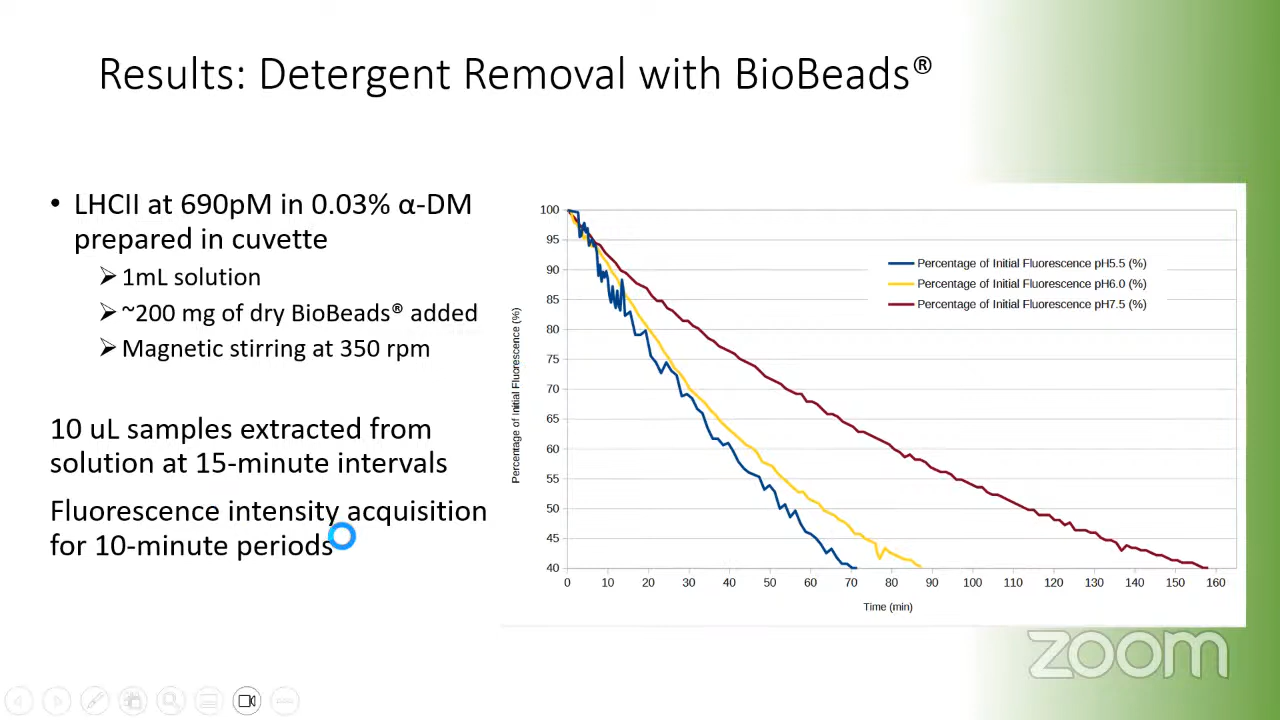 Results: Detergent Removal with BioBeads®
• LHCII at 690pM in 0.03% α-DM
prepared in cuvette
➢ 1mL solution
➢ ~200 mg of dry BioBeads® added
➢ Magnetic stirring at 350 rpm
10 uL samples extracted from
solution at 15-minute intervals
Fluorescence intensity acquisition
for 10-minute periods
Percentage of Initial Fluorescence (%)
100
95
90
85
80
75
70
65
60
55
50
45
40
Percentage of Initial Fluorescence pH5.5 (%)
Percentage of Initial Fluorescence pH6.0 (%)
Percentage of Initial Fluorescence pH7.5 (%)
0 10 20 30 40 50 60 70 80 90 100 110 120 130 140 150 160
Time (min)
zoom